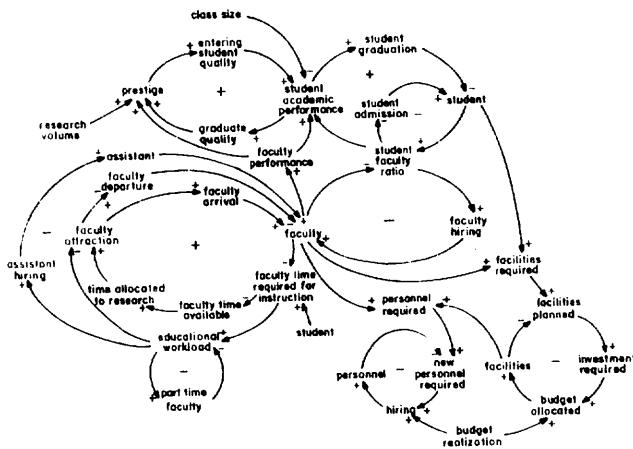 class size
entering
student
quality
student
graduation
prestige
student
academic
performance
student
admission
student
research
volume
graduate
quality
faculty
performance
student
faculty
ratio
assistant
faculty
departure
faculty
arrival
faculty
attraction
faculty
faculty
hiring
assistant
hiring
facilities
required
time allocated
to research
faculty time
available
faculty time
required for
instruction
personnel
required
facilities
planned
student
educational
workload
personnel
new
personnel
required
facilities
investment
required
part time
faculty
hiring
budget
allocated
budget
realization